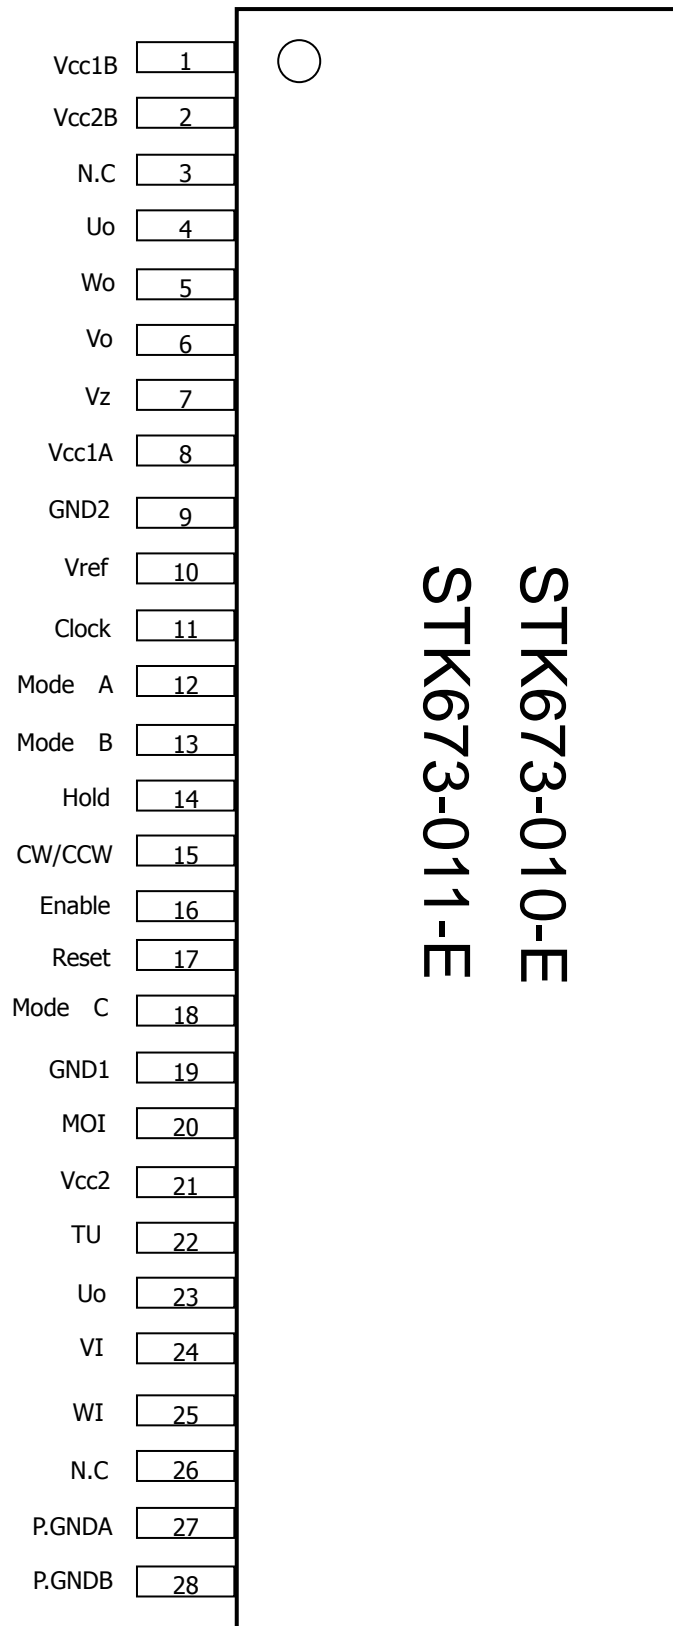 Vcc1B 1
Vcc2B 2
N.C 3
Uo 4
Wo 5
Vo 6
Vz 7
Vcc1A 8
GND2 9
Vref 10
Clock 11
Mode A 12
Mode B 13
Hold 14
CW/CCW 15
Enable 16
Reset 17
Mode C 18
GND1 19
MOI 20
Vcc2 21
TU 22
Uo 23
VI 24
WI 25
N.C 26
P.GNDA 27
P.GNDB 28
STK673-010-E
STK673-011-E